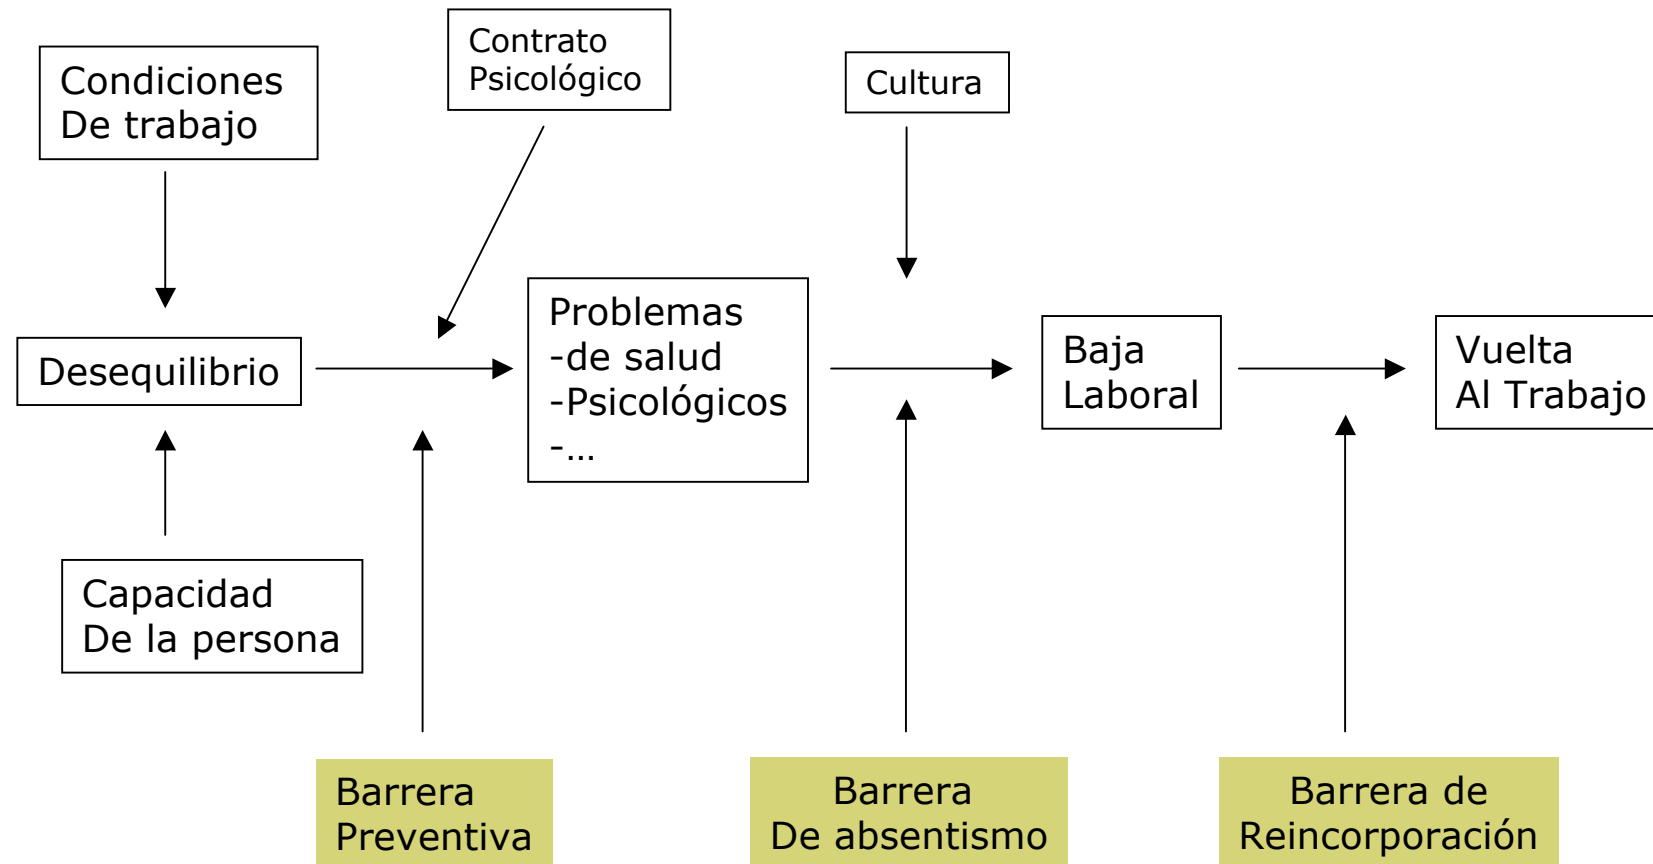 Contrato
Psicológico
Condiciones
De trabajo
Cultura
Desequilibrio
Problemas
-de salud
-Psicológicos
-...
Baja
Laboral
Vuelta
Al Trabajo
Capacidad
De la persona
Barrera
Preventiva
Barrera
De absentismo
Barrera de
Reincorporación